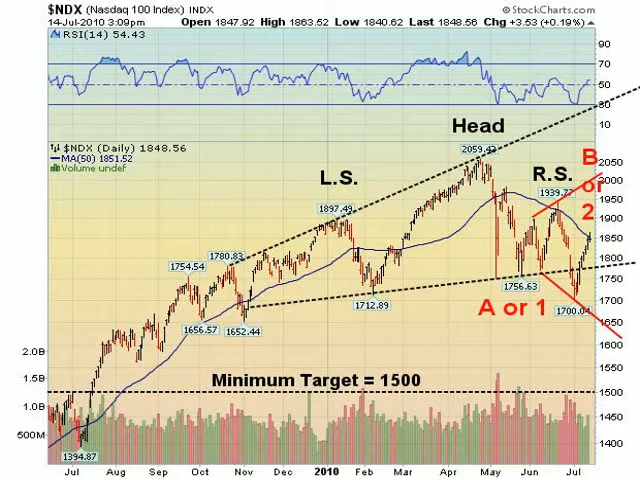 $NDX (Nasdaq 100 Index) INDX
© StockCharts.com
14-Jul-2010 3:09pm
Open 1847.92 High 1863.52 Low 1840.62 Last 1848.56 Chg +3.53 (+0.19%)
RSI(14) 54.43
90
70
50
30
10
$NDX (Daily) 1848.56
MA(50) 1851.52
Volume undef
Head
2059.42
L.S.
R.S.
B
or
2
1939.77
1897.49
1780.83
1754.54
1756.63
1712.89
1700.04
1656.57
1652.44
A or 1
Minimum Target = 1500
1394.87
2050
2000
1950
1900
1850
1800
1750
1700
1650
1600
1550
1500
1450
1400
2.0B
1.5B
1.0B
500M
Jul Aug Sep Oct Nov Dec 2010 Feb Mar Apr May Jun Jul